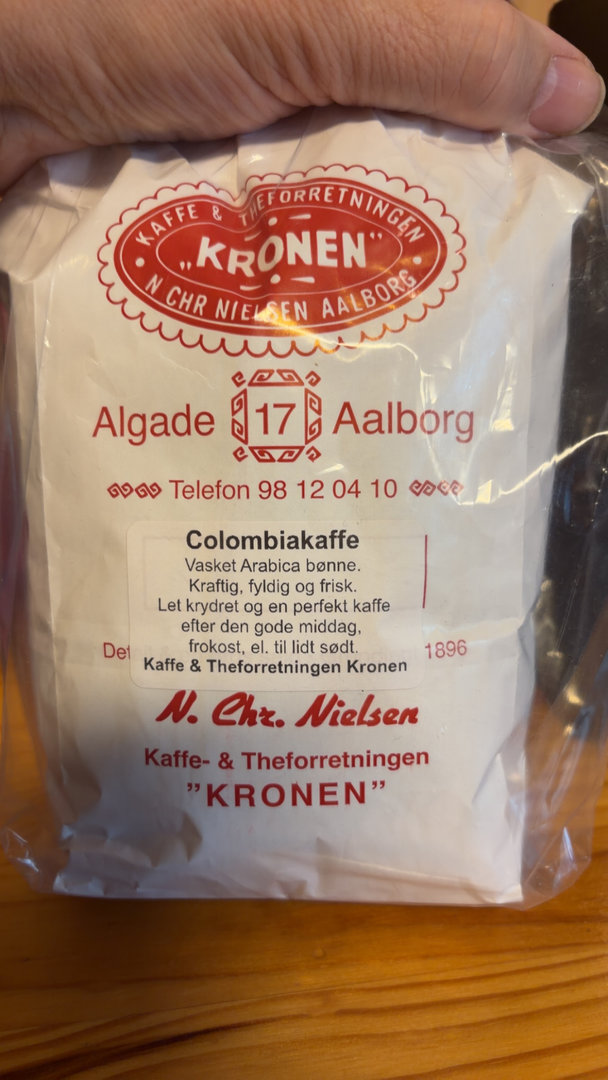 KAFFE & THEFORRETNINGEN
„KRONEN"
N CHR NIELSEN AALBORG
Algade 17 Aalborg
Telefon 98 12 04 10
Colombiakaffe
Vasket Arabica bønne.
Kraftig, fyldig og frisk.
Let krydret og en perfekt kaffe
efter den gode middag,
frokost, el. til lidt sødt.
Kaffe & Theforretningen Kronen
Det 1896
N. Chr. Nielsen
Kaffe- & Theforretningen
”KRONEN”